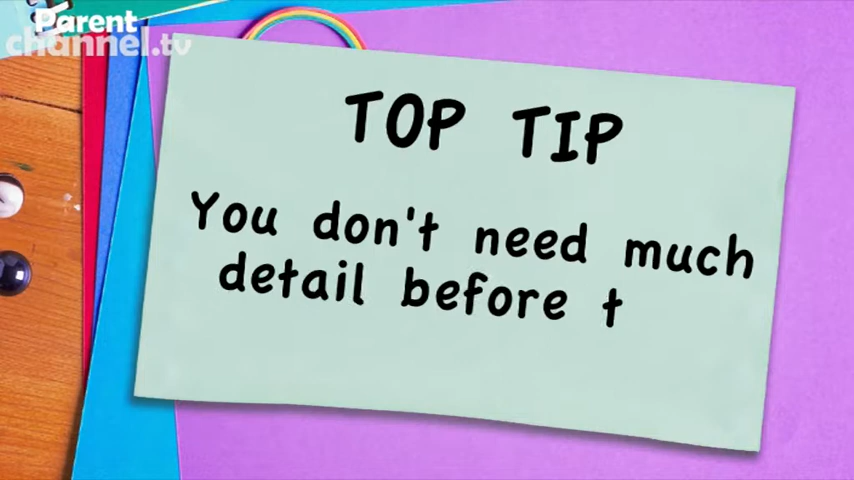 Parent
channel.tv
TOP TIP
You don't need much
detail before t